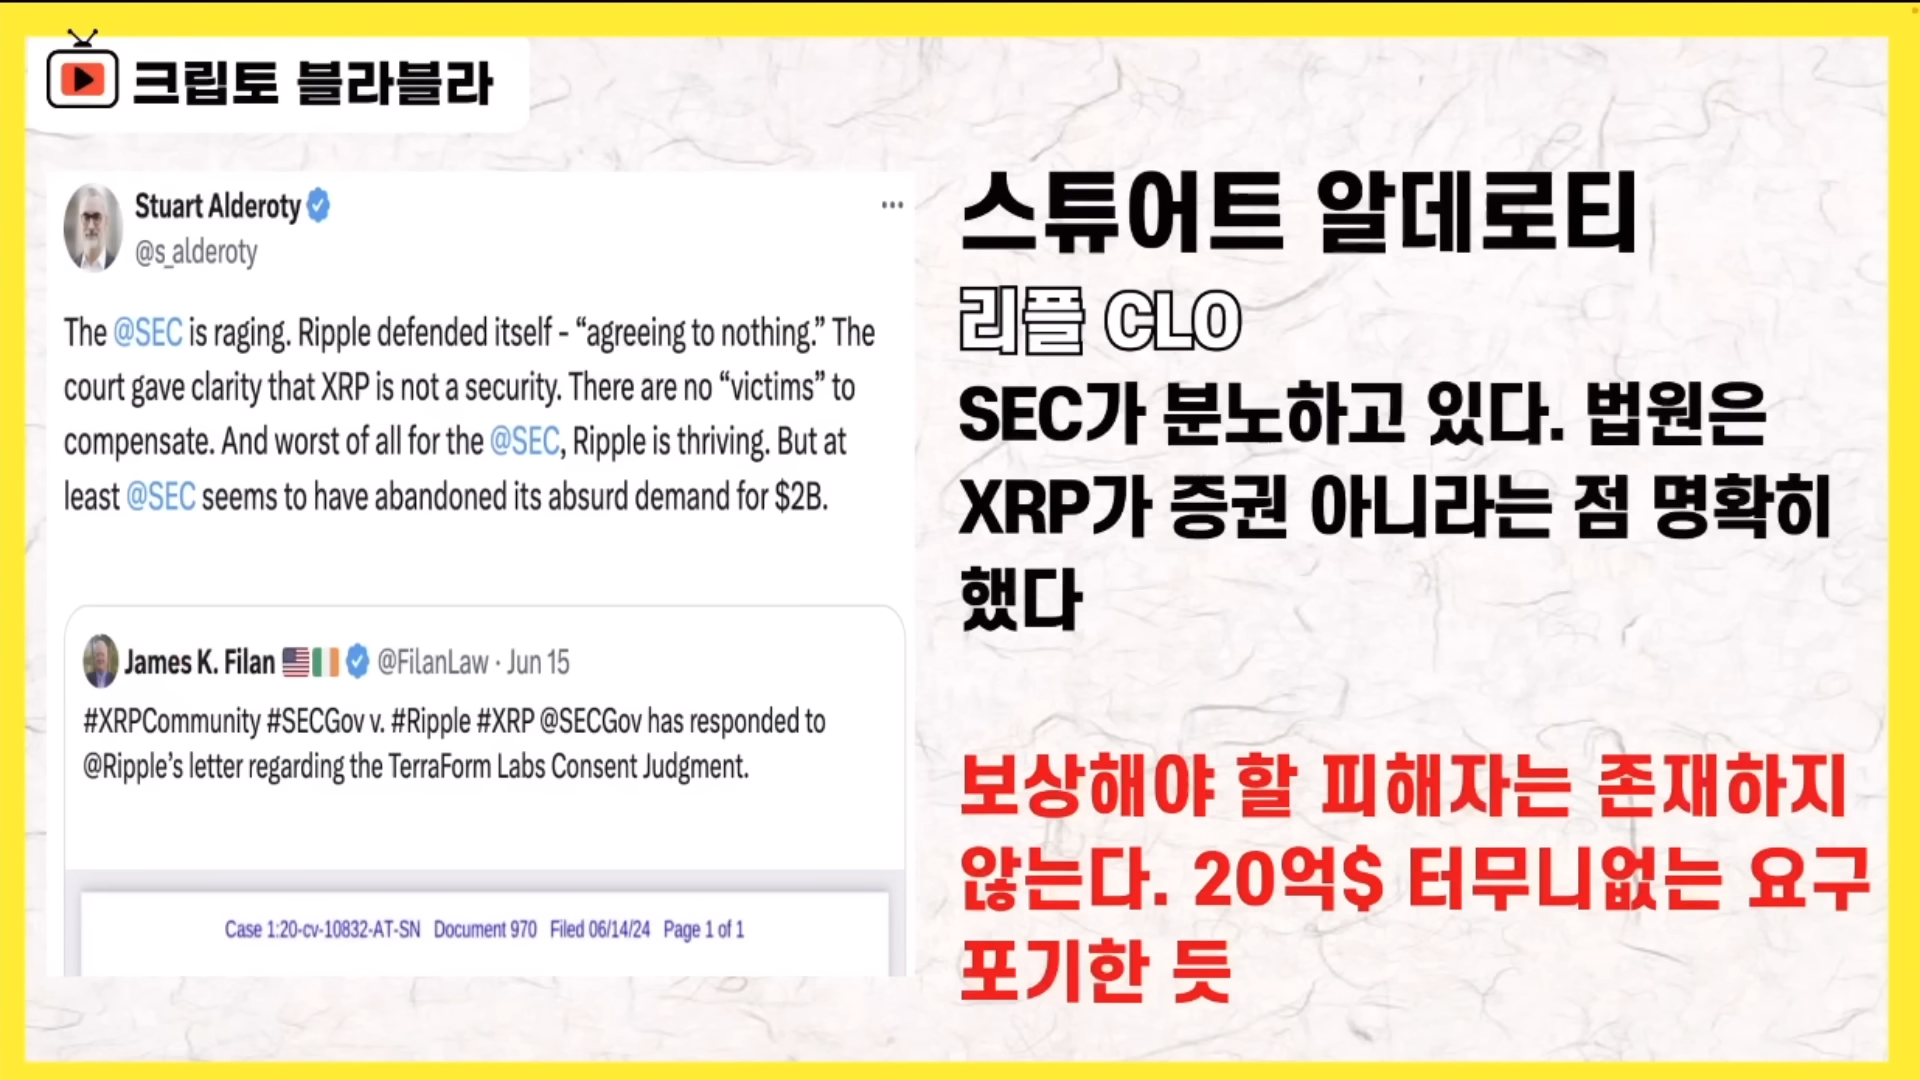 크립토 블라블라
Stuart Alderoty
@s_alderoty
The @SEC is raging. Ripple defended itself - “agreeing to nothing.” The
court gave clarity that XRP is not a security. There are no “victims” to
compensate. And worst of all for the @SEC, Ripple is thriving. But at
least @SEC seems to have abandoned its absurd demand for $2B.
James K. Filan 🇺🇸🇮🇪 @FilanLaw · Jun 15
#XRPCommunity #SECGov v. #Ripple #XRP @SECGov has responded to
@Ripple’s letter regarding the TerraForm Labs Consent Judgment.
Case 1:20-cv-10832-AT-SN Document 970 Filed 06/14/24 Page 1 of 1
스튜어트 알데로티
리플 CLO
SEC가 분노하고 있다. 법원은
XRP가 증권 아니라는 점 명확히
했다
보상해야 할 피해자는 존재하지
않는다. 20억$ 터무니없는 요구
포기한 듯